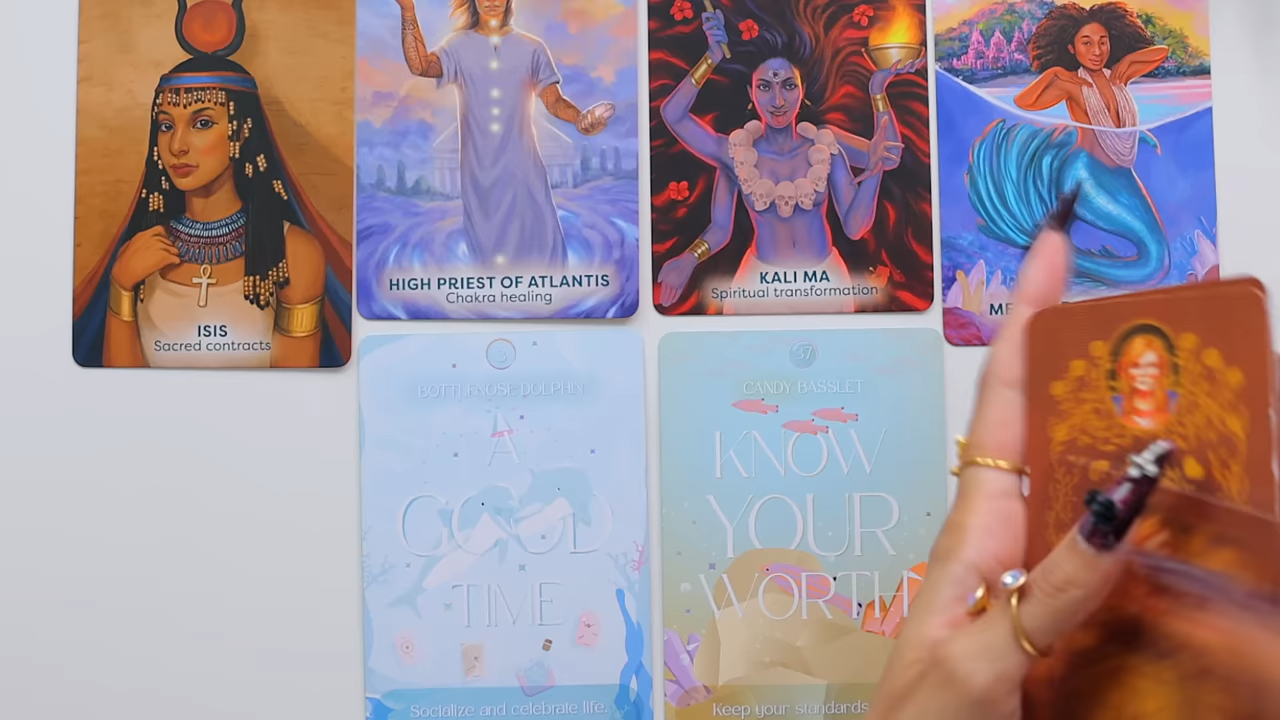 ISIS
Sacred contracts
HIGH PRIEST OF ATLANTIS
Chakra healing
KALI MA
Spiritual transformation
ME
3
BOTTLENOSE DOLPHIN
A
GOOD
TIME
Socialize and celebrate life.
37
CANDY BASSLET
KNOW
YOUR
WORTH
Keep your standards